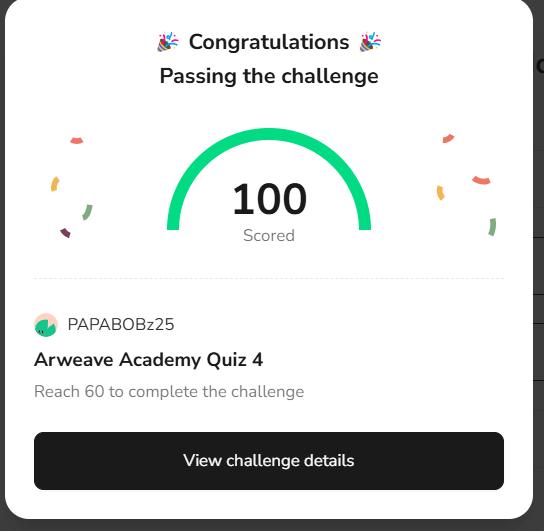 🎉 Congratulations 🎉
Passing the challenge
100
Scored
PAPABOBz25
Arweave Academy Quiz 4
Reach 60 to complete the challenge
View challenge details